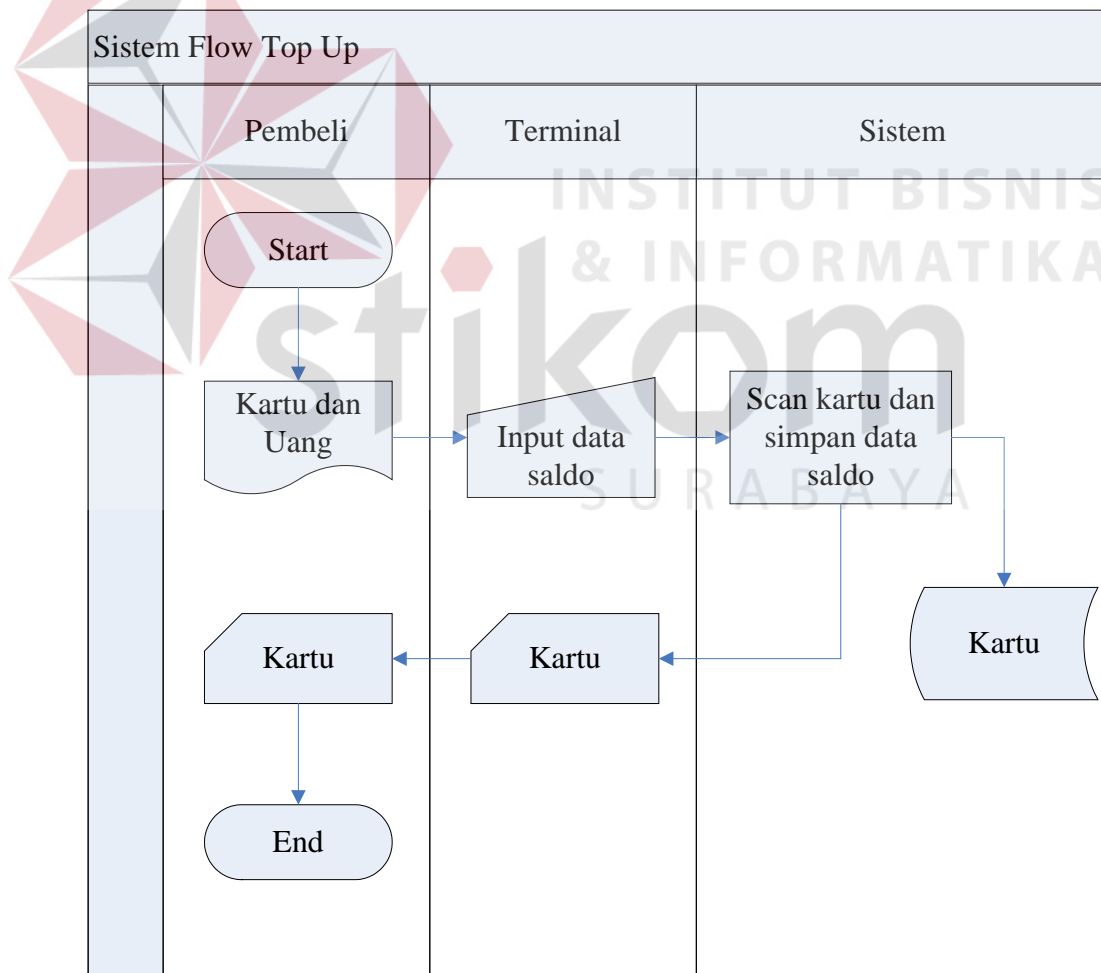 Sistem Flow Top Up
Pembeli
Terminal
Sistem
INSTITUT BISNIS
& INFORMATIKA
stikom
SURABAYA
Start
Kartu dan
Uang
Input data
saldo
Scan kartu dan
simpan data
saldo
Kartu
Kartu
Kartu
End